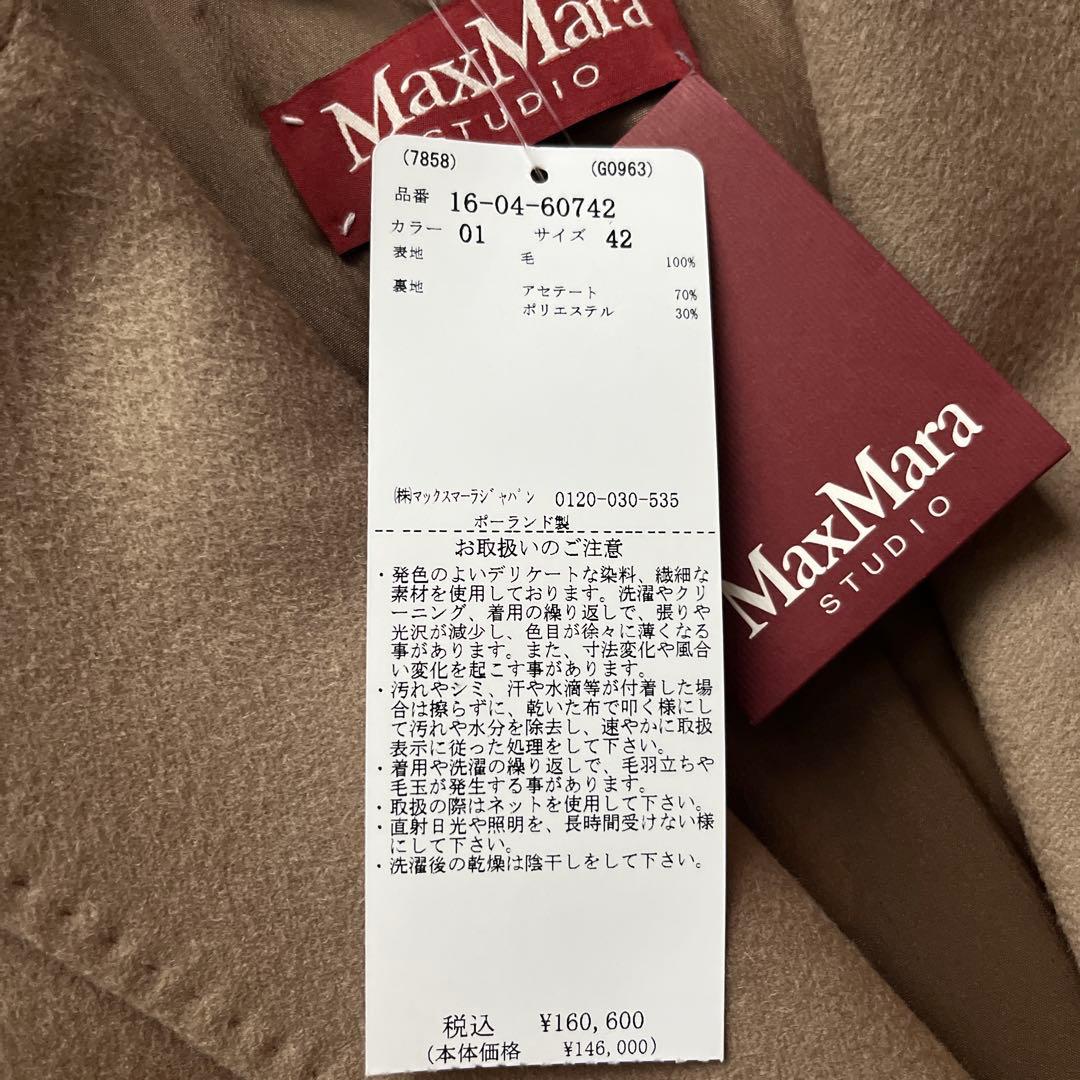 MaxMara
STUDIO
(7858)
(G0963)
品番 16-04-60742
カラー 01 サイズ 42
表地 毛 100%
裏地 アセテート 70%
ポリエステル 30%
㈱マックスマーラジャパン 0120-030-535
ポーランド製
お取扱いのご注意
・発色のよいデリケートな染料、繊細な
素材を使用しております。洗濯やクリ
ーニング、着用の繰り返しで、張りや
光沢が減少し、色目が徐々に薄くなる
事があります。また、寸法変化や風合
い変化を起こす事があります。
・汚れやシミ、汗や水滴等が付着した場
合は擦らずに、乾いた布で叩く様にし
て汚れや水分を除去し、速やかに取扱
表示に従った処理をして下さい。
・着用や洗濯の繰り返しで、毛羽立ちや
毛玉が発生する事があります。
・取扱の際はネットを使用して下さい。
・直射日光や照明を、長時間受けない様
にして下さい。
・洗濯後の乾燥は陰干しをして下さい。
税込 ¥160,600
(本体価格 ¥146,000)
MaxMara
STUDIO